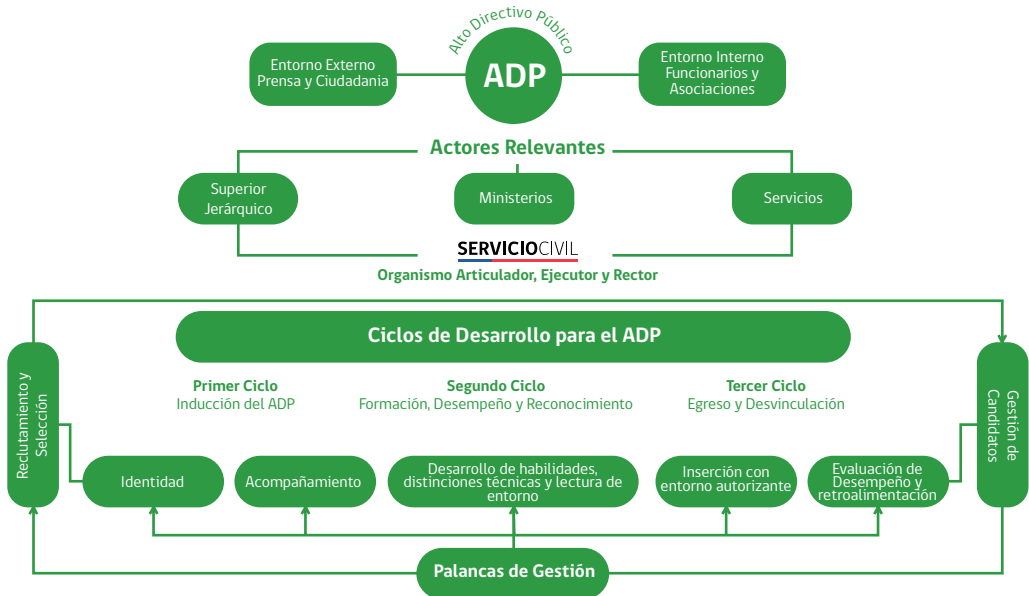 Alto Directivo Público
ADP
Entorno Externo
Prensa y Ciudadania
Entorno Interno
Funcionarios y
Asociaciones
Actores Relevantes
Superior
Jerárquico
Ministerios
Servicios
SERVICIOCIVIL
Organismo Articulador, Ejecutor y Rector
Ciclos de Desarrollo para el ADP
Primer Ciclo
Inducción del ADP
Segundo Ciclo
Formación, Desempeño y Reconocimiento
Tercer Ciclo
Egreso y Desvinculación
Reclutamiento y
Selección
Gestión de
Candidatos
Identidad
Acompañamiento
Desarrollo de habilidades,
distinciones técnicas y lectura de
entorno
Inserción con
entorno autorizante
Evaluación de
Desempeño y
retroalimentación
Palancas de Gestión